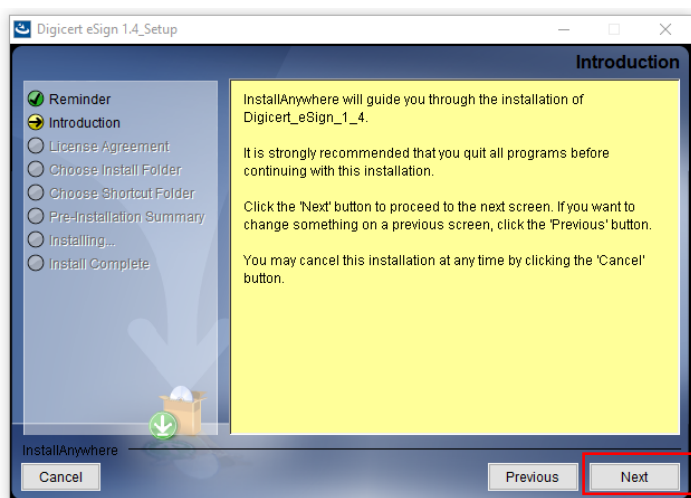 Digicert eSign 1.4_Setup
Introduction
Reminder
Introduction
License Agreement
Choose Install Folder
Choose Shortcut Folder
Pre-Installation Summary
Installing...
Install Complete
InstallAnywhere will guide you through the installation of
Digicert_eSign_1_4.
It is strongly recommended that you quit all programs before
continuing with this installation.
Click the 'Next' button to proceed to the next screen. If you want to
change something on a previous screen, click the 'Previous' button.
You may cancel this installation at any time by clicking the 'Cancel'
button.
InstallAnywhere
Cancel
Previous
Next